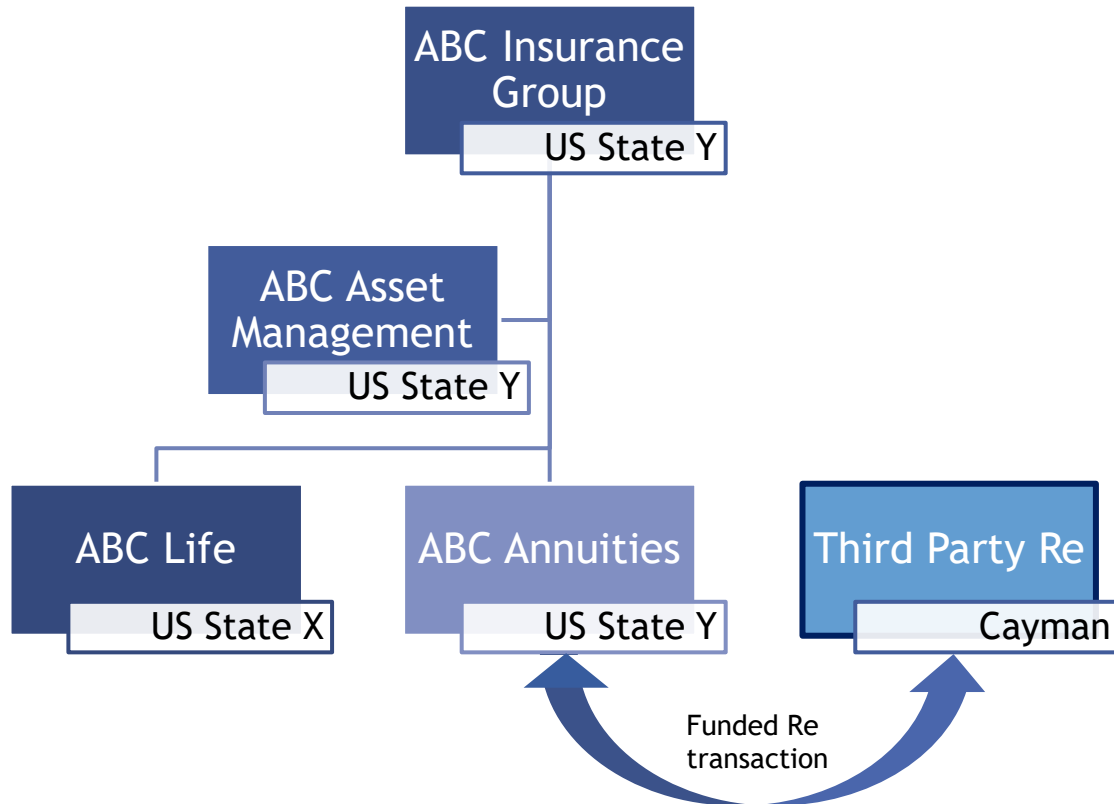 ABC Insurance
Group
US State Y
ABC Asset
Management
US State Y
ABC Life
US State X
ABC Annuities
US State Y
Third Party Re
Cayman
Funded Re
transaction